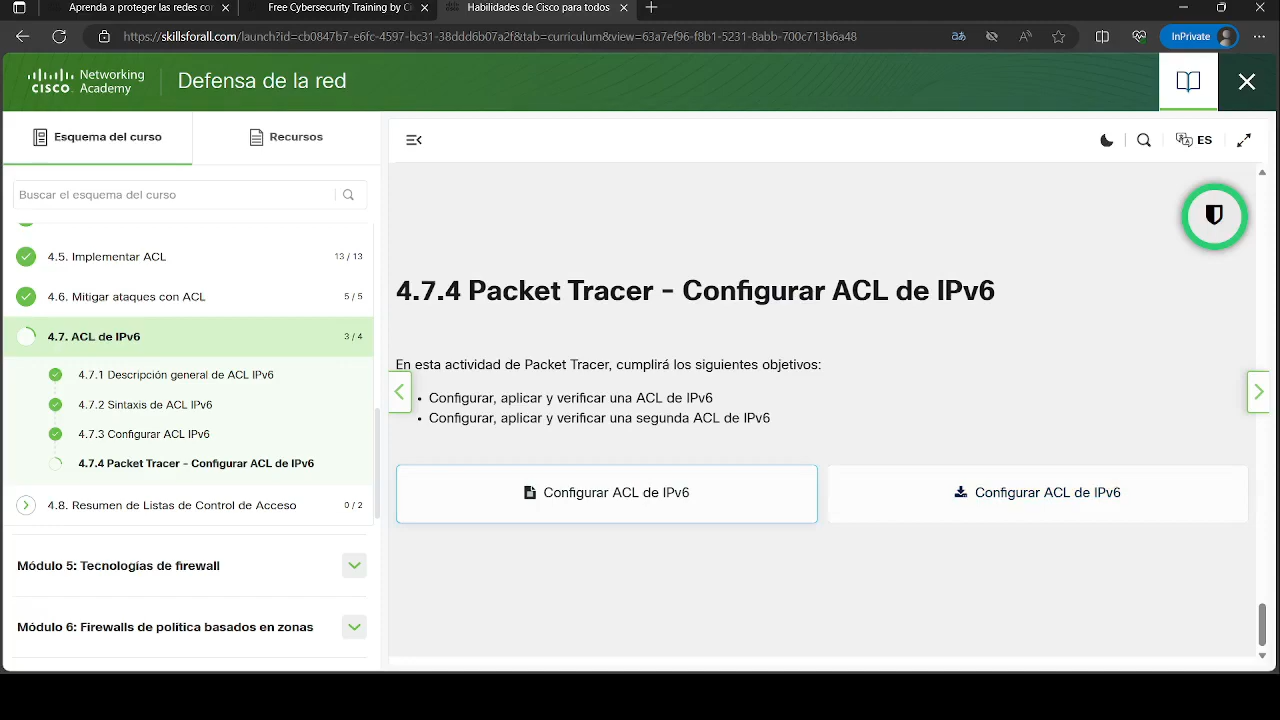 Aprenda a proteger las redes cor
Free Cybersecurity Training by Ci
Habilidades de Cisco para todos
https://skillsforall.com/launch?id=cb0847b7-e6fc-4597-bc31-38ddd6b07a2f&tab=curriculum&view=63a7ef96-f8b1-5231-8abb-700c713b6a48
InPrivate
CISCO Networking Academy
Defensa de la red
Esquema del curso
Recursos
ES
Buscar el esquema del curso
4.5. Implementar ACL 13 / 13
4.6. Mitigar ataques con ACL 5 / 5
4.7. ACL de IPv6 3 / 4
4.7.1 Descripción general de ACL IPv6
4.7.2 Sintaxis de ACL IPv6
4.7.3 Configurar ACL IPv6
4.7.4 Packet Tracer - Configurar ACL de IPv6
4.8. Resumen de Listas de Control de Acceso 0 / 2
Módulo 5: Tecnologías de firewall
Módulo 6: Firewalls de política basados en zonas
4.7.4 Packet Tracer - Configurar ACL de IPv6
En esta actividad de Packet Tracer, cumplirá los siguientes objetivos:
• Configurar, aplicar y verificar una ACL de IPv6
• Configurar, aplicar y verificar una segunda ACL de IPv6
Configurar ACL de IPv6
Configurar ACL de IPv6